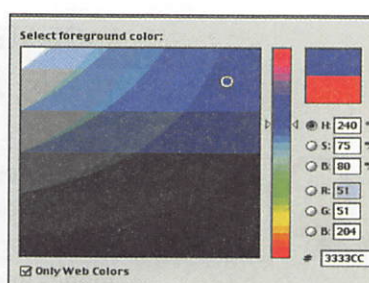 Select foreground color:
H: 240 °
S: 75
B: 80
R: 51
G: 51
B: 204
# 3333CC
Only Web Colors